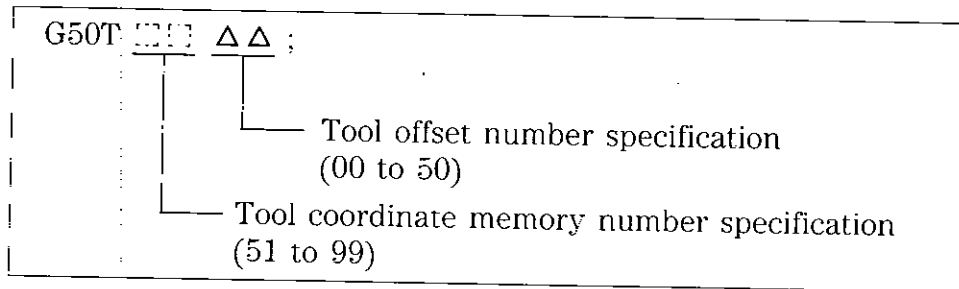 G50T □□ △△ ;
Tool offset number specification
(00 to 50)
Tool coordinate memory number specification
(51 to 99)